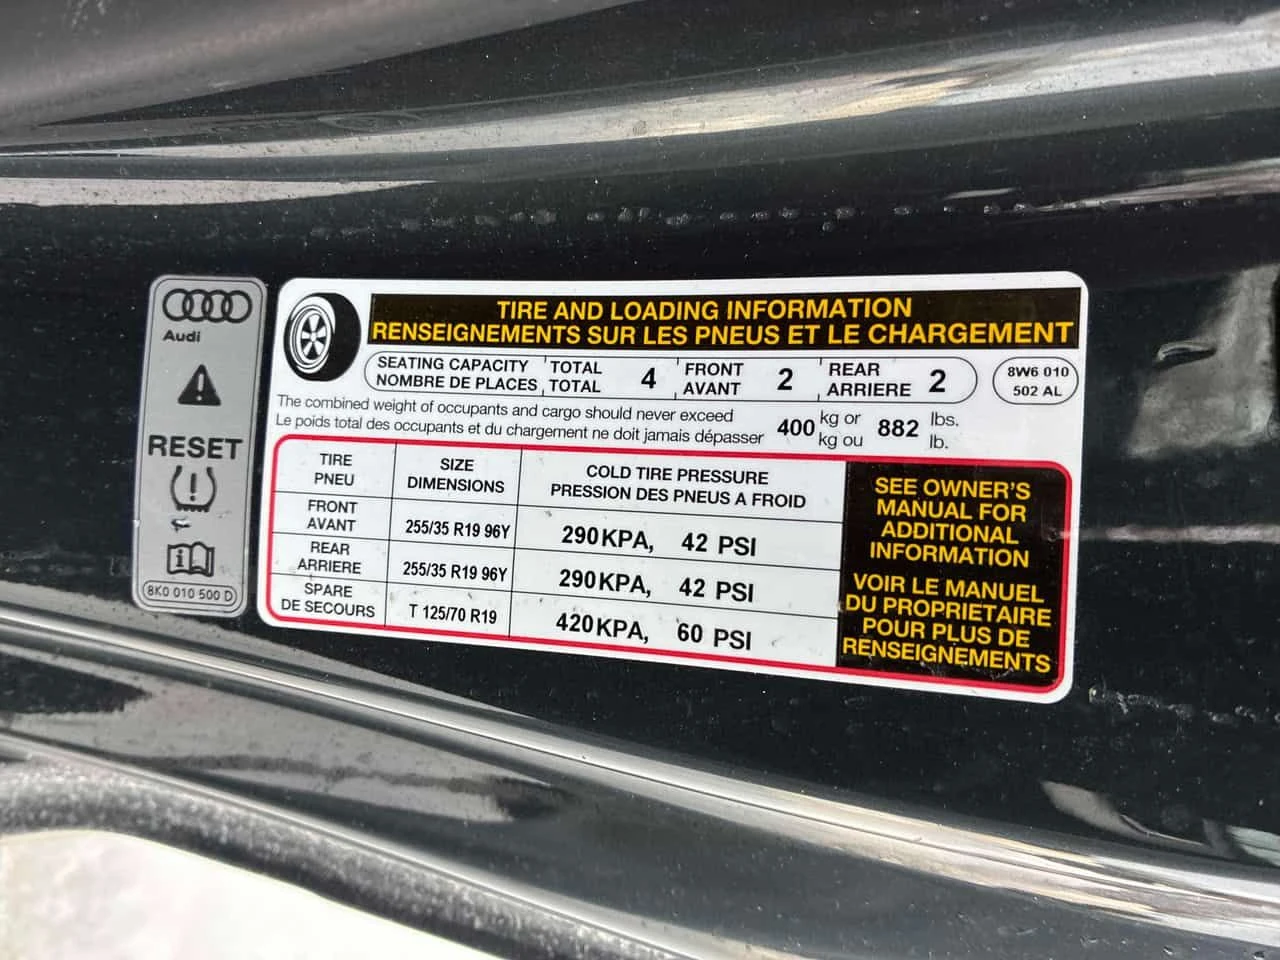 Audi
RESET
8K0 010 500 D
TIRE AND LOADING INFORMATION
RENSEIGNEMENTS SUR LES PNEUS ET LE CHARGEMENT
SEATING CAPACITY TOTAL 4 FRONT 2 REAR 2
NOMBRE DE PLACES TOTAL AVANT ARRIERE
8W6 010
502 AL
The combined weight of occupants and cargo should never exceed 400 kg or 882 lbs.
Le poids total des occupants et du chargement ne doit jamais dépasser kg ou lb.
TIRE SIZE COLD TIRE PRESSURE
PNEU DIMENSIONS PRESSION DES PNEUS A FROID
FRONT
AVANT 255/35 R19 96Y 290KPA, 42 PSI
REAR
ARRIERE 255/35 R19 96Y 290KPA, 42 PSI
SPARE
DE SECOURS T 125/70 R19 420KPA, 60 PSI
SEE OWNER'S
MANUAL FOR
ADDITIONAL
INFORMATION
VOIR LE MANUEL
DU PROPRIETAIRE
POUR PLUS DE
RENSEIGNEMENTS